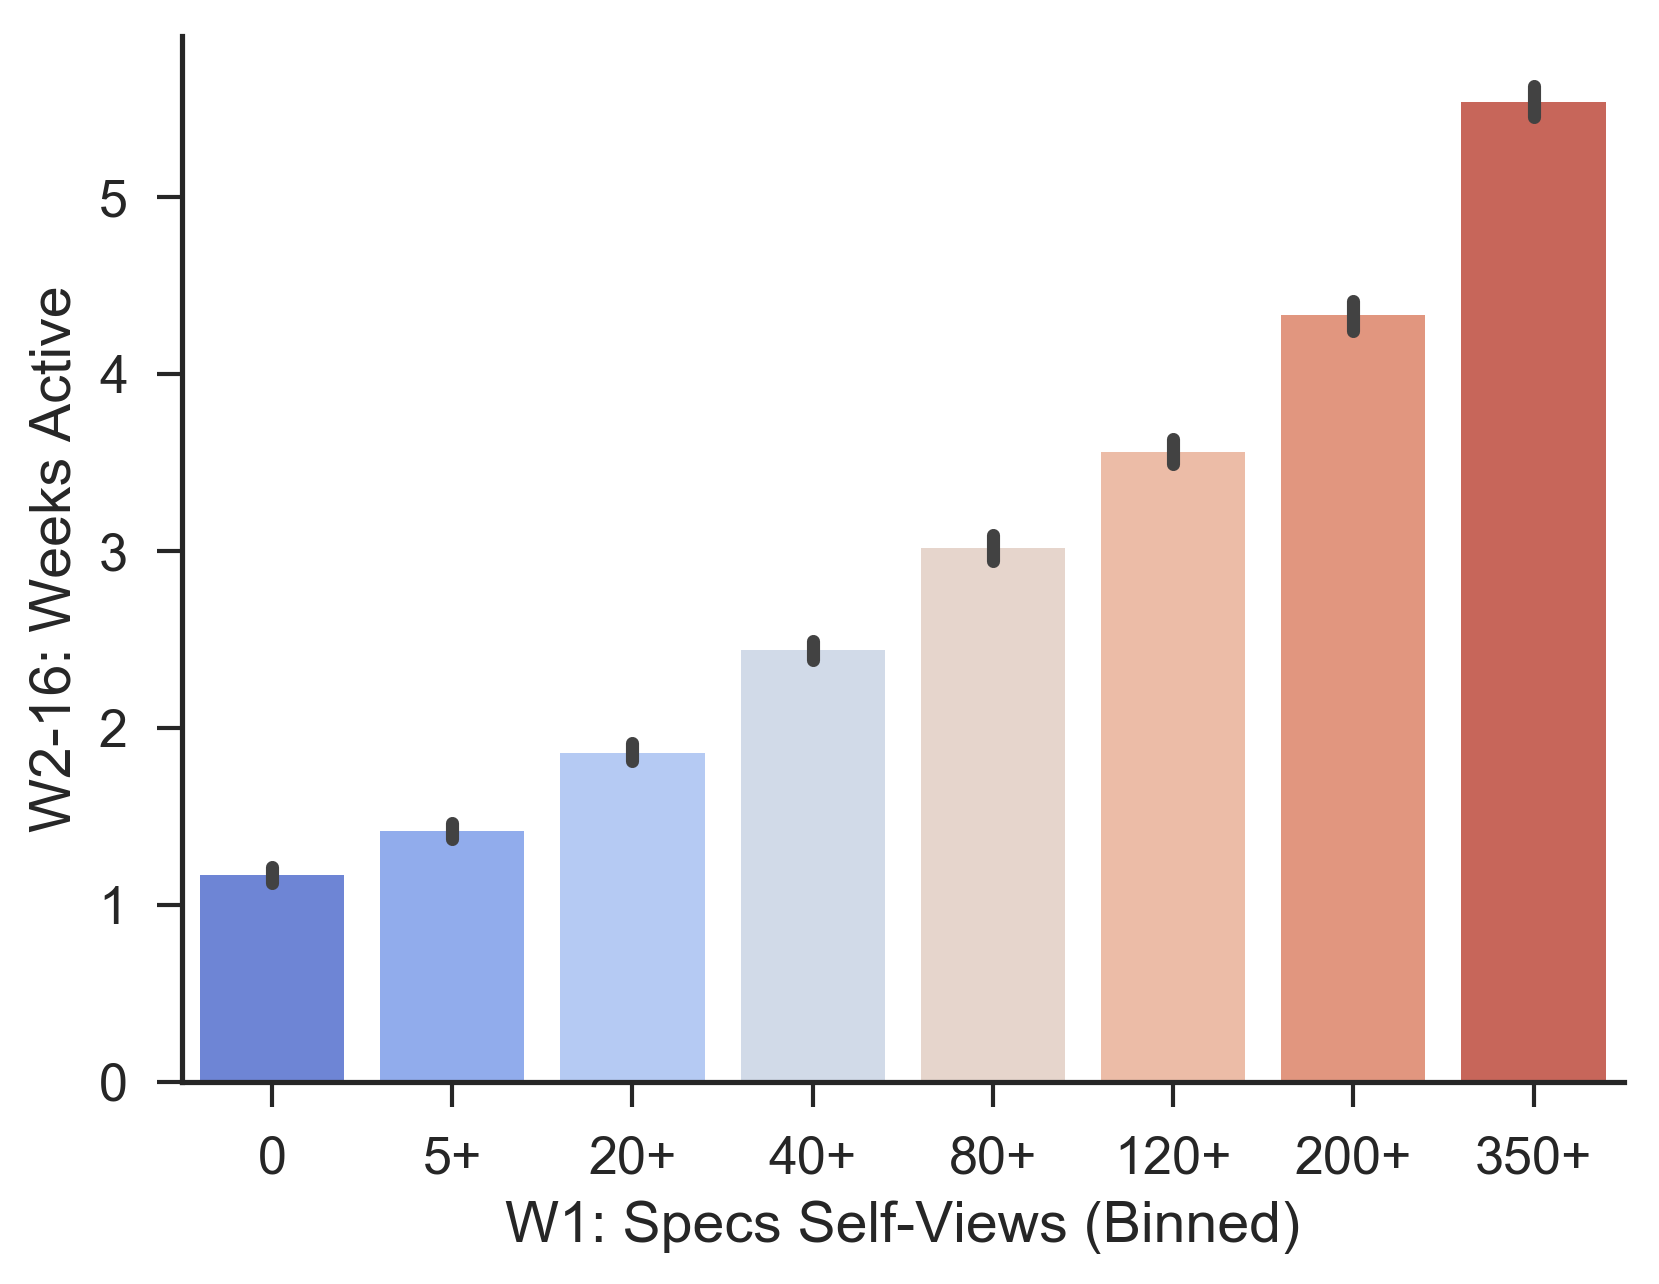 W2-16: Weeks Active
5
4
3
2
1
0
0 5+ 20+ 40+ 80+ 120+ 200+ 350+
W1: Specs Self-Views (Binned)